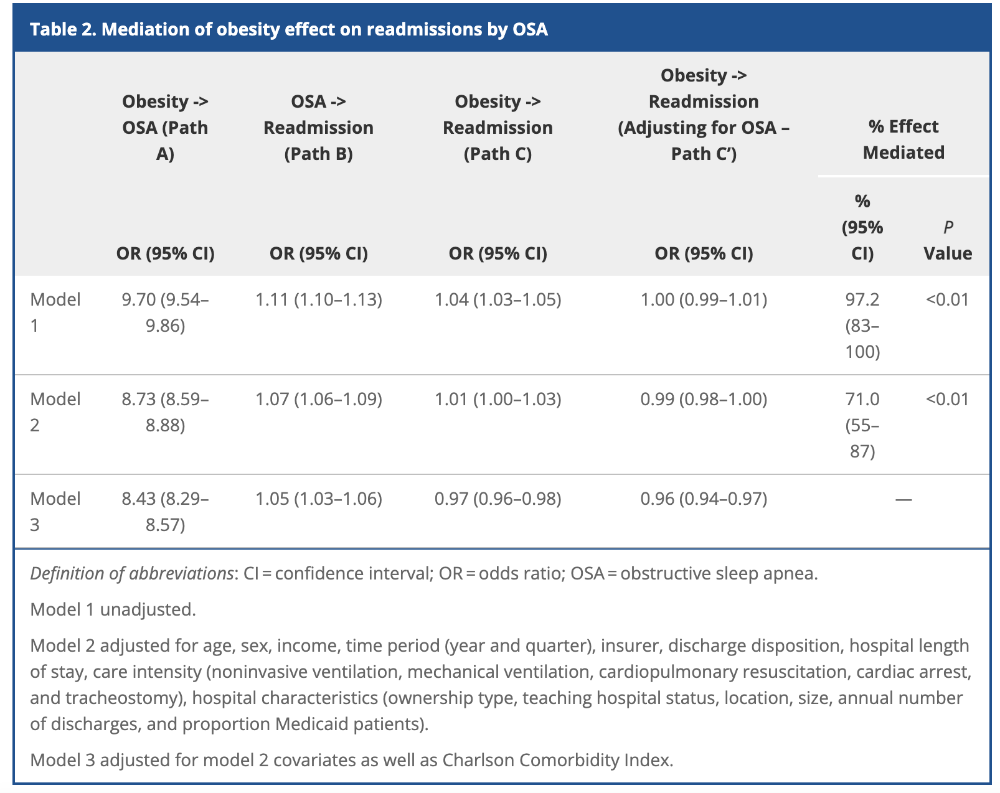 Table 2. Mediation of obesity effect on readmissions by OSA
Obesity ->
OSA (Path
A)
OSA ->
Readmission
(Path B)
Obesity ->
Readmission
(Path C)
Obesity ->
Readmission
(Adjusting for OSA –
Path C’)
% Effect
Mediated
OR (95% CI)
OR (95% CI)
OR (95% CI)
OR (95% CI)
%
(95%
CI)
P
Value
Model
1
9.70 (9.54–
9.86)
1.11 (1.10–1.13)
1.04 (1.03–1.05)
1.00 (0.99–1.01)
97.2
(83–
100)
<0.01
Model
2
8.73 (8.59–
8.88)
1.07 (1.06–1.09)
1.01 (1.00–1.03)
0.99 (0.98–1.00)
71.0
(55–
87)
<0.01
Model
3
8.43 (8.29–
8.57)
1.05 (1.03–1.06)
0.97 (0.96–0.98)
0.96 (0.94–0.97)
—
Definition of abbreviations: CI = confidence interval; OR = odds ratio; OSA = obstructive sleep apnea.
Model 1 unadjusted.
Model 2 adjusted for age, sex, income, time period (year and quarter), insurer, discharge disposition, hospital length
of stay, care intensity (noninvasive ventilation, mechanical ventilation, cardiopulmonary resuscitation, cardiac arrest,
and tracheostomy), hospital characteristics (ownership type, teaching hospital status, location, size, annual number
of discharges, and proportion Medicaid patients).
Model 3 adjusted for model 2 covariates as well as Charlson Comorbidity Index.